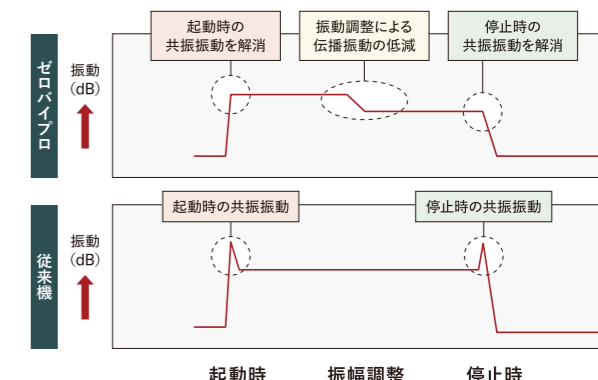 起動時の
共振振動を解消
振動調整による
伝播振動の低減
停止時の
共振振動を解消
ゼロバイブロ
振動
（dB）
起動時の共振振動
停止時の共振振動
従来機
振動
（dB）
起動時
振幅調整
停止時